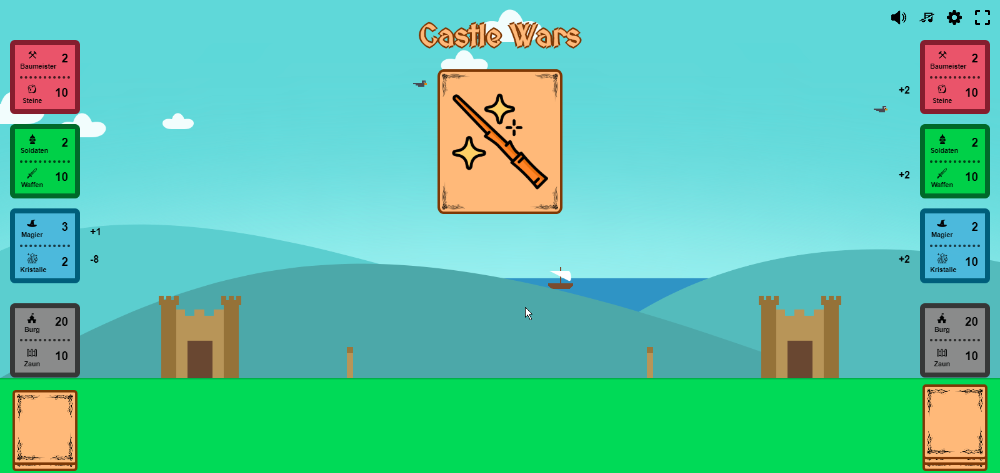 Castle Wars
Baumeister 2
Steine 10
Soldaten 2
Waffen 10
Magier 3
+1
Kristalle 2
-8
Burg 20
Zaun 10
Baumeister 2
+2
Steine 10
Soldaten 2
+2
Waffen 10
Magier 2
+2
Kristalle 10
Burg 20
Zaun 10